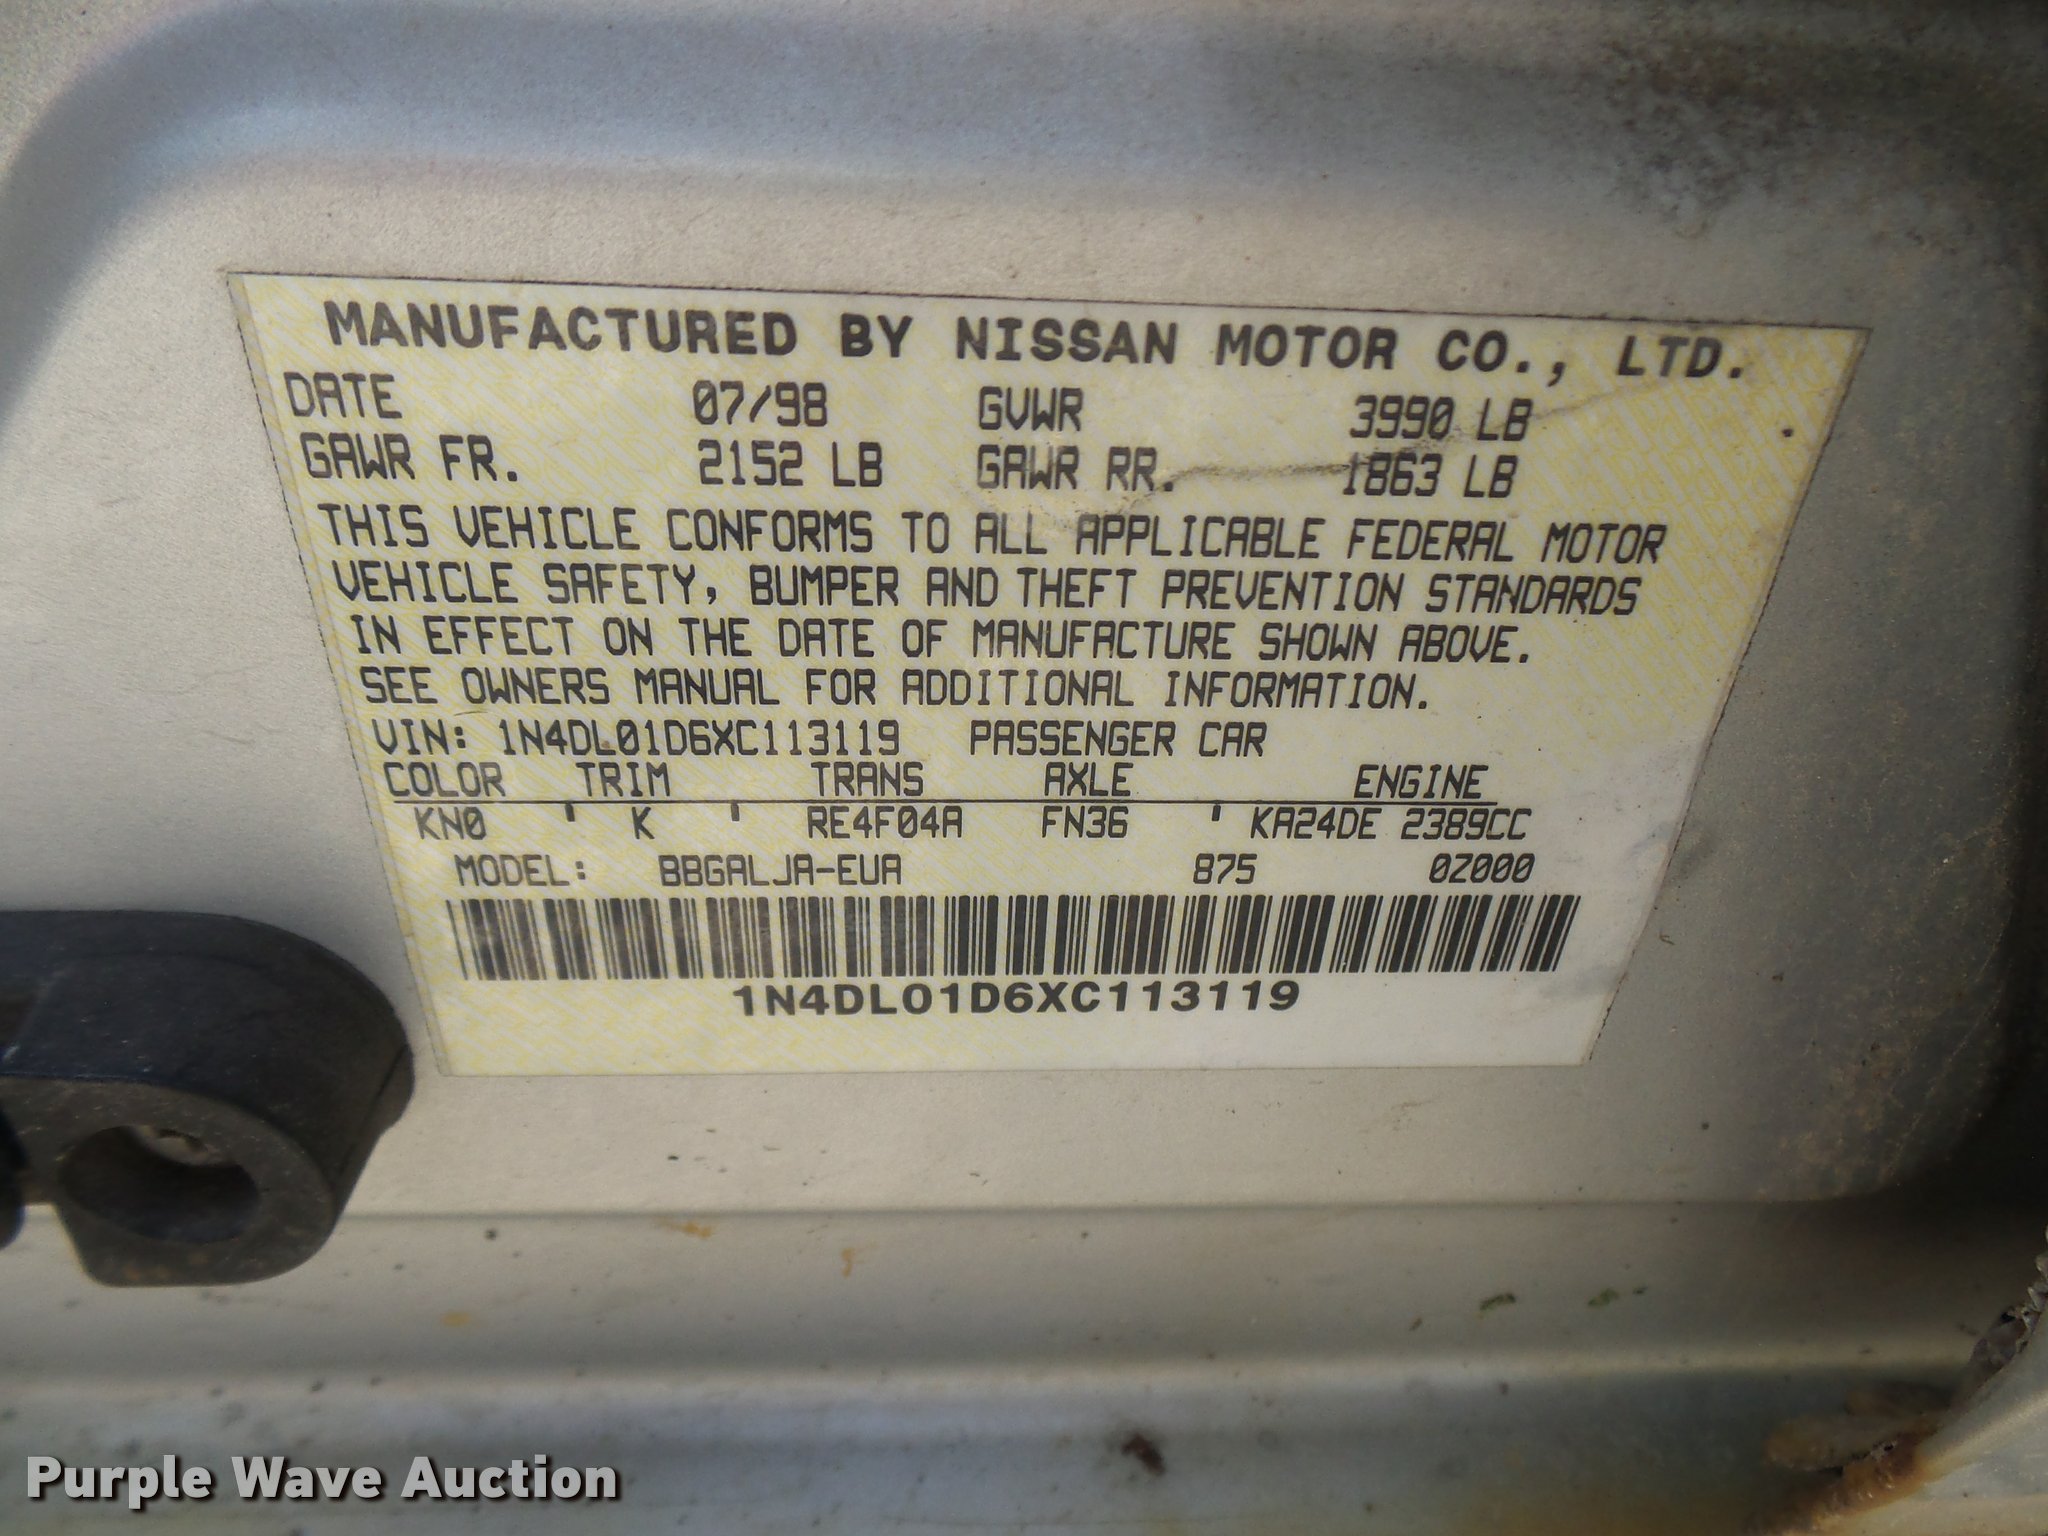 MANUFACTURED BY NISSAN MOTOR CO., LTD.
DATE 07/98 GVWR 3990 LB
GAWR FR. 2152 LB GAWR RR. 1863 LB
THIS VEHICLE CONFORMS TO ALL APPLICABLE FEDERAL MOTOR
VEHICLE SAFETY, BUMPER AND THEFT PREVENTION STANDARDS
IN EFFECT ON THE DATE OF MANUFACTURE SHOWN ABOVE.
SEE OWNERS MANUAL FOR ADDITIONAL INFORMATION.
VIN: 1N4DL01D6XC113119 PASSENGER CAR
COLOR TRIM TRANS AXLE ENGINE
KN0 ' K ' RE4F04A FN36 ' KA24DE 2389CC
MODEL: BBGALJA-EUA 875 0Z000
1N4DL01D6XC113119
Purple Wave Auction